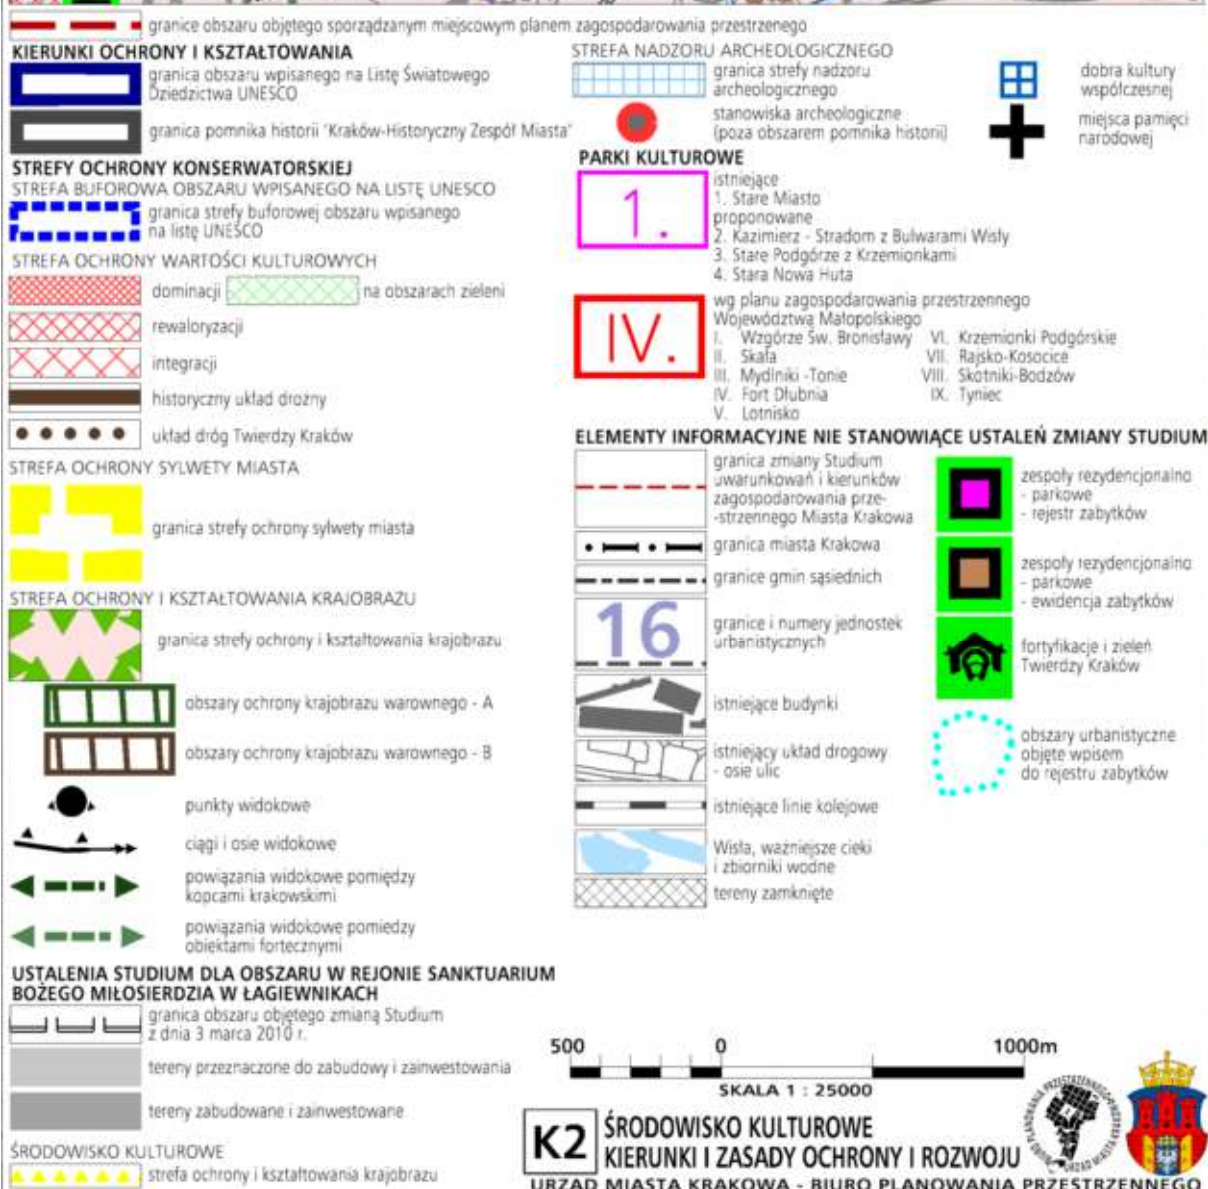 granice obszaru objętego sporządzanym miejscowym planem zagospodarowania przestrzenego
KIERUNKI OCHRONY I KSZTAŁTOWANIA
granica obszaru wpisanego na Listę Światowego
Dziedzictwa UNESCO
granica pomnika historii "Kraków-Historyczny Zespół Miasta"
STREFY OCHRONY KONSERWATORSKIEJ
STREFA BUFOROWA OBSZARU WPISANEGO NA LISTĘ UNESCO
granica strefy buforowej obszaru wpisanego
na listę UNESCO
STREFA OCHRONY WARTOŚCI KULTUROWYCH
dominacji
na obszarach zieleni
rewaloryzacji
integracji
historyczny układ drożny
układ dróg Twierdzy Kraków
STREFA OCHRONY SYLWETY MIASTA
granica strefy ochrony sylwety miasta
STREFA OCHRONY I KSZTAŁTOWANIA KRAJOBRAZU
granica strefy ochrony i kształtowania krajobrazu
obszary ochrony krajobrazu warownego - A
obszary ochrony krajobrazu warownego - B
punkty widokowe
ciągi i osie widokowe
powiązania widokowe pomiędzy
kopcami krakowskimi
powiązania widokowe pomiedzy
obiektami fortecznymi
USTALENIA STUDIUM DLA OBSZARU W REJONIE SANKTUARIUM
BOŻEGO MIŁOSIERDZIA W ŁAGIEWNIKACH
granica obszaru objętego zmianą Studium
z dnia 3 marca 2010 r.
tereny przeznaczone do zabudowy i zainwestowania
tereny zabudowane i zainwestowane
ŚRODOWISKO KULTUROWE
strefa ochrony i kształtowania krajobrazu
STREFA NADZORU ARCHEOLOGICZNEGO
granica strefy nadzoru
archeologicznego
stanowiska archeologiczne
(poza obszarem pomnika historii)
dobra kultury
współczesnej
miejsca pamięci
narodowej
PARKI KULTUROWE
1.
istniejące
1. Stare Miasto
proponowane
2. Kazimierz - Stradom z Bulwarami Wisły
3. Stare Podgórze z Krzemionkami
4. Stara Nowa Huta
IV.
wg planu zagospodarowania przestrzennego
Województwa Małopolskiego
I. Wzgórze Św. Bronisławy
II. Skała
III. Mydlniki -Tonie
IV. Fort Dłubnia
V. Lotnisko
VI. Krzemionki Podgórskie
VII. Rajsko-Kosocice
VIII. Skotniki-Bodzów
IX. Tyniec
ELEMENTY INFORMACYJNE NIE STANOWIĄCE USTALEŃ ZMIANY STUDIUM
granica zmiany Studium
uwarunkowań i kierunków
zagospodarowania prze-
-strzennego Miasta Krakowa
granica miasta Krakowa
granice gmin sąsiednich
16
granice i numery jednostek
urbanistycznych
istniejące budynki
istniejący układ drogowy
- osie ulic
istniejące linie kolejowe
Wisła, ważniejsze cieki
i zbiorniki wodne
tereny zamknięte
zespoły rezydencjonalno
- parkowe
- rejestr zabytków
zespoły rezydencjonalno
- parkowe
- ewidencja zabytków
fortyfikacje i zieleń
Twierdzy Kraków
obszary urbanistyczne
objęte wpisem
do rejestru zabytków
500 0 1000m
SKALA 1 : 25000
K2
ŚRODOWISKO KULTUROWE
KIERUNKI I ZASADY OCHRONY I ROZWOJU
URZĄD MIASTA KRAKOWA - BIURO PLANOWANIA PRZESTRZENNEGO